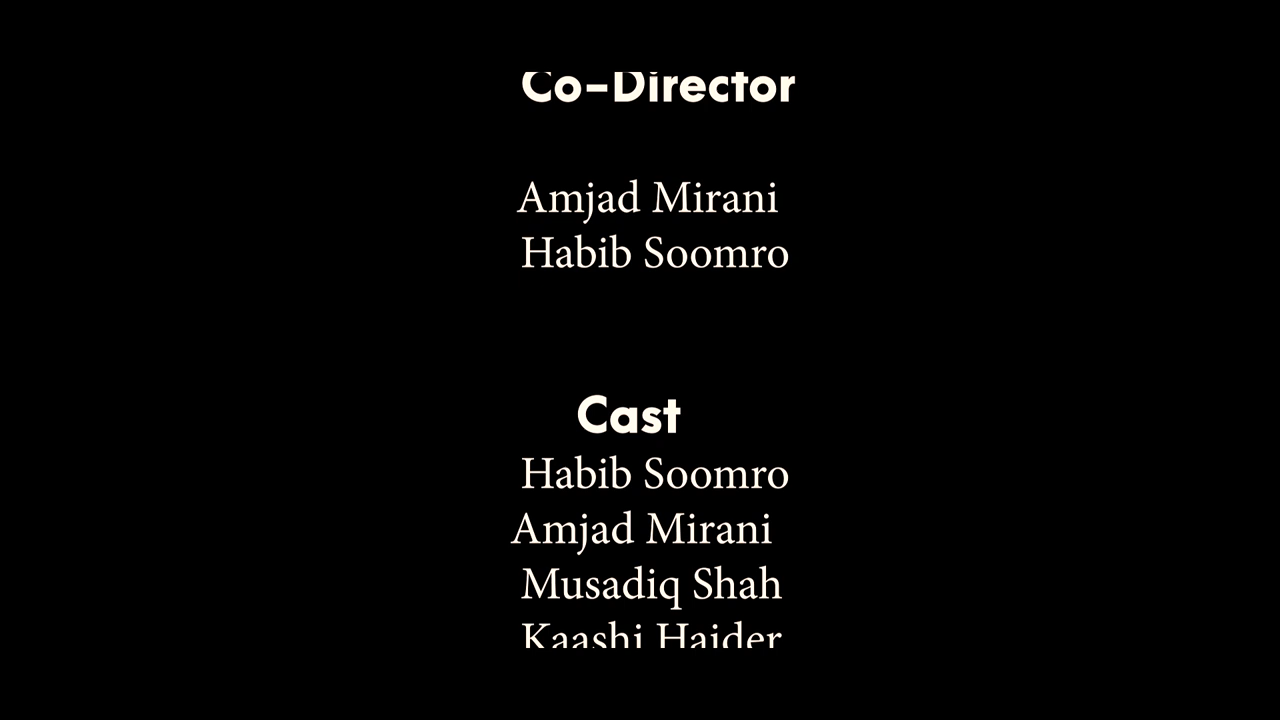 Co-Director
Amjad Mirani
Habib Soomro
Cast
Habib Soomro
Amjad Mirani
Musadiq Shah
Kaashi Haider